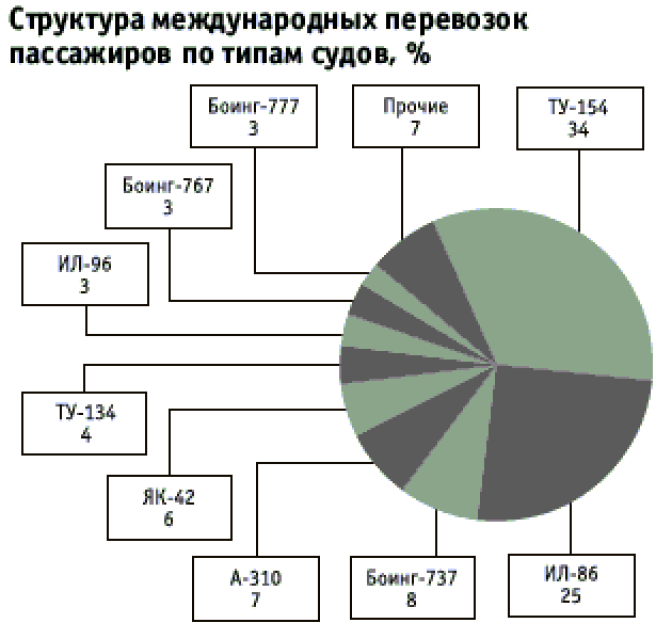 Структура международных перевозок
пассажиров по типам судов, %
Боинг-777
3
Прочие
7
ТУ-154
34
Боинг-767
3
ИЛ-96
3
ТУ-134
4
ЯК-42
6
А-310
7
Боинг-737
8
ИЛ-86
25